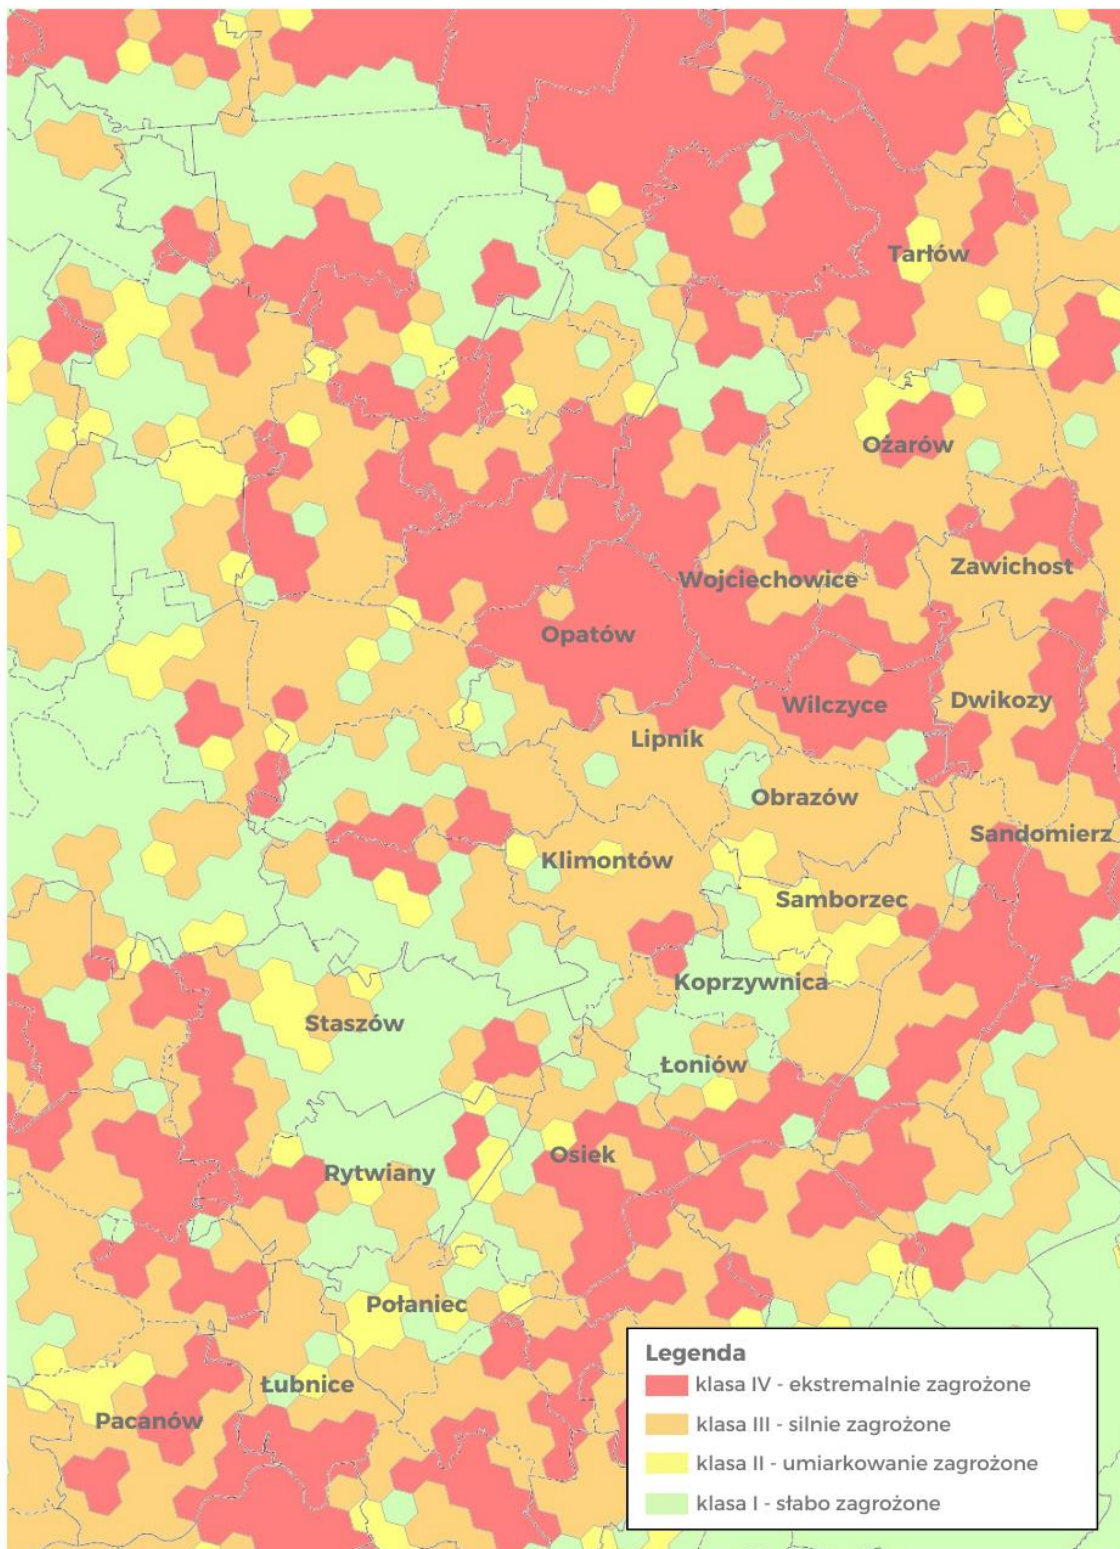 Tarłów
Ożarów
Zawichost
Wojciechowice
Opatów
Wilczyce
Dwikozy
Lipnik
Obrazów
Sandomierz
Klimontów
Samborzec
Koprzywnica
Staszów
Łoniów
Osiek
Rytwiany
Połaniec
Łubnice
Pacanów
Legenda
klasa IV - ekstremalnie zagrożone
klasa III - silnie zagrożone
klasa II - umiarkowanie zagrożone
klasa I - słabo zagrożone